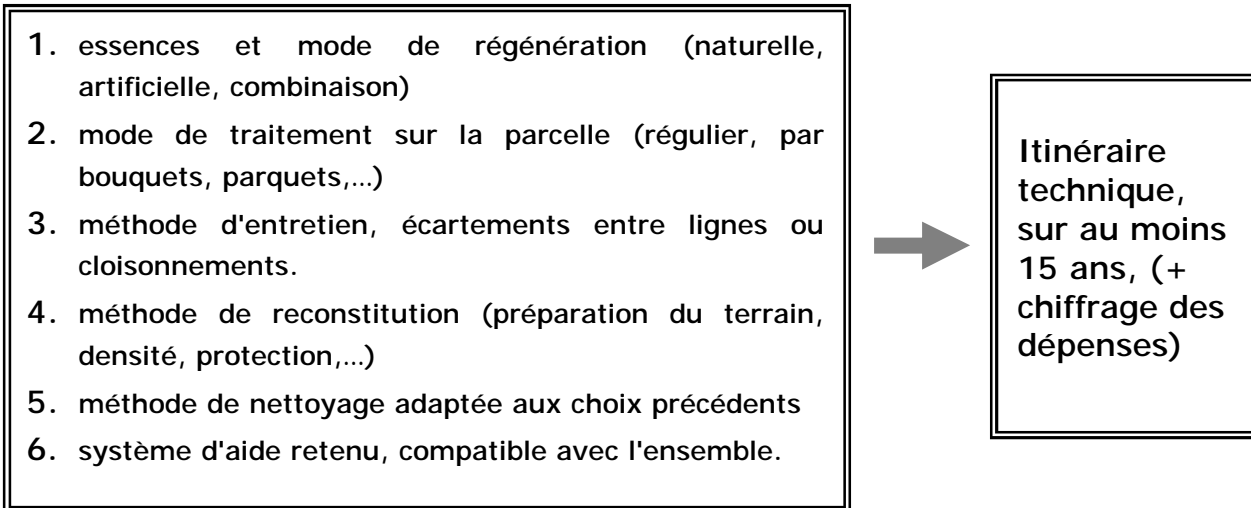 1. essences et mode de régénération (naturelle,
artificielle, combinaison)
2. mode de traitement sur la parcelle (régulier, par
bouquets, parquets,...)
3. méthode d'entretien, écartements entre lignes ou
cloisonnements.
4. méthode de reconstitution (préparation du terrain,
densité, protection,...)
5. méthode de nettoyage adaptée aux choix précédents
6. système d'aide retenu, compatible avec l'ensemble.
Itinéraire
technique,
sur au moins
15 ans, (+
chiffrage des
dépenses)